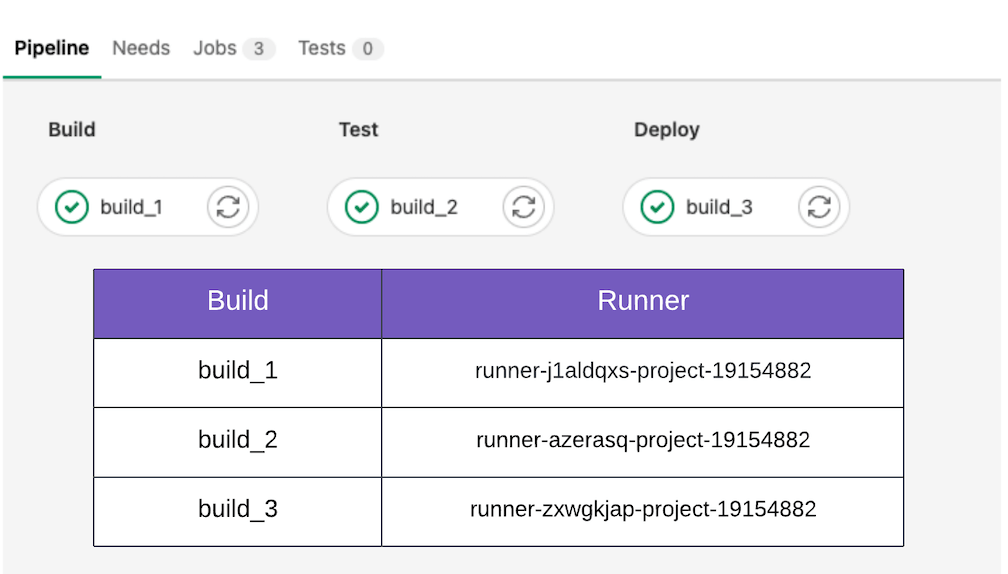 Pipeline Needs Jobs 3 Tests 0
Build Test Deploy
build_1 build_2 build_3
Build Runner
build_1 runner-j1aldqxs-project-19154882
build_2 runner-azerasq-project-19154882
build_3 runner-zxwgkjap-project-19154882